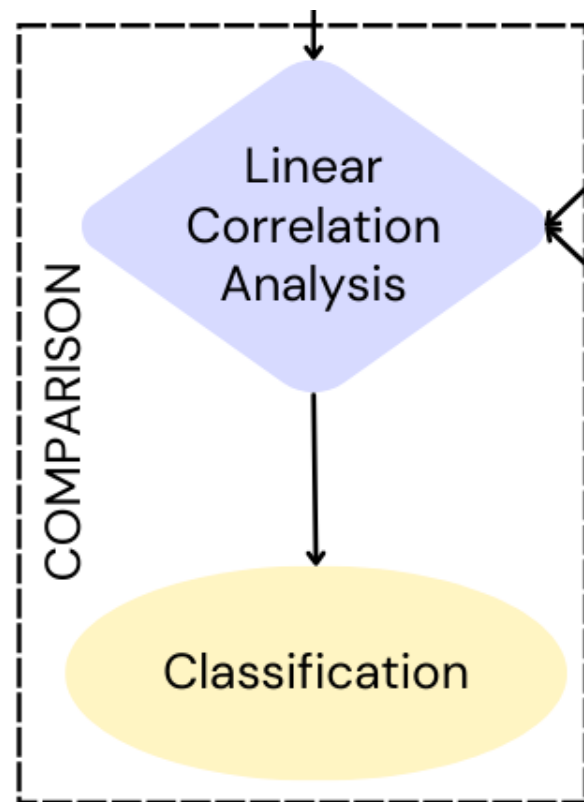 Linear
Correlation
Analysis
COMPARISON
Classification